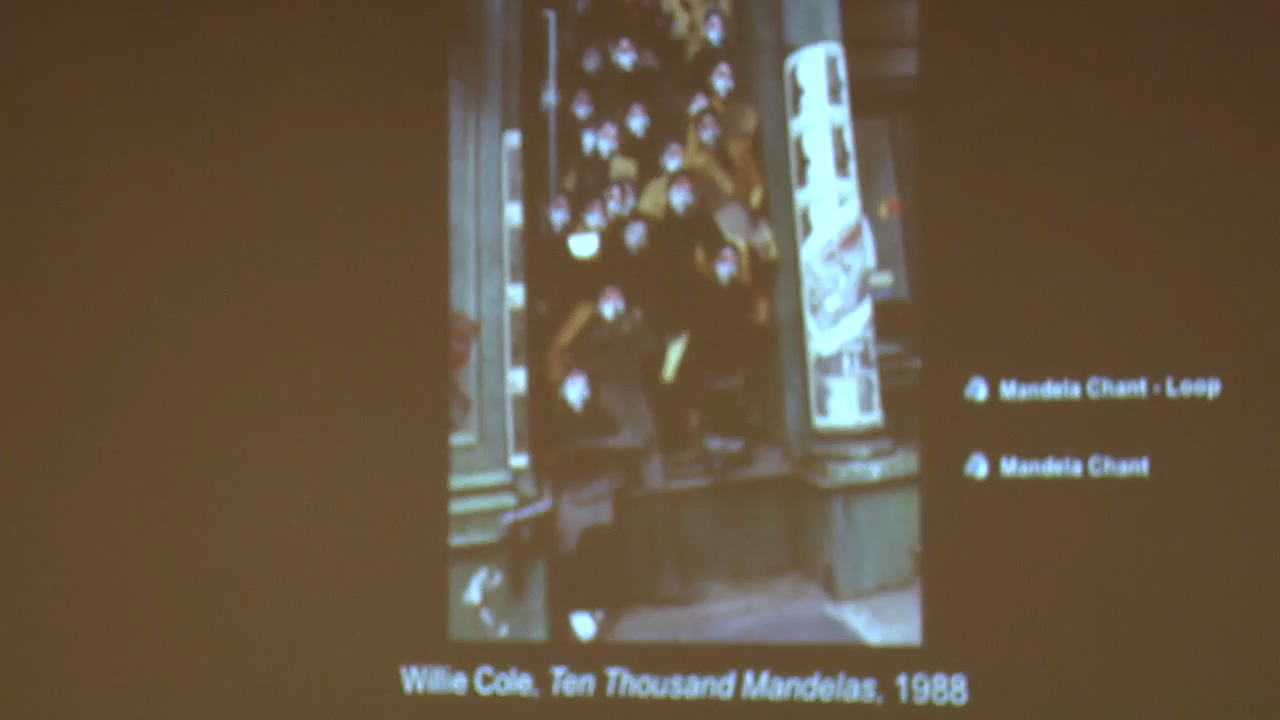 Mandela Chant - Loop
Mandela Chant
Willie Cole, Ten Thousand Mandelas, 1988